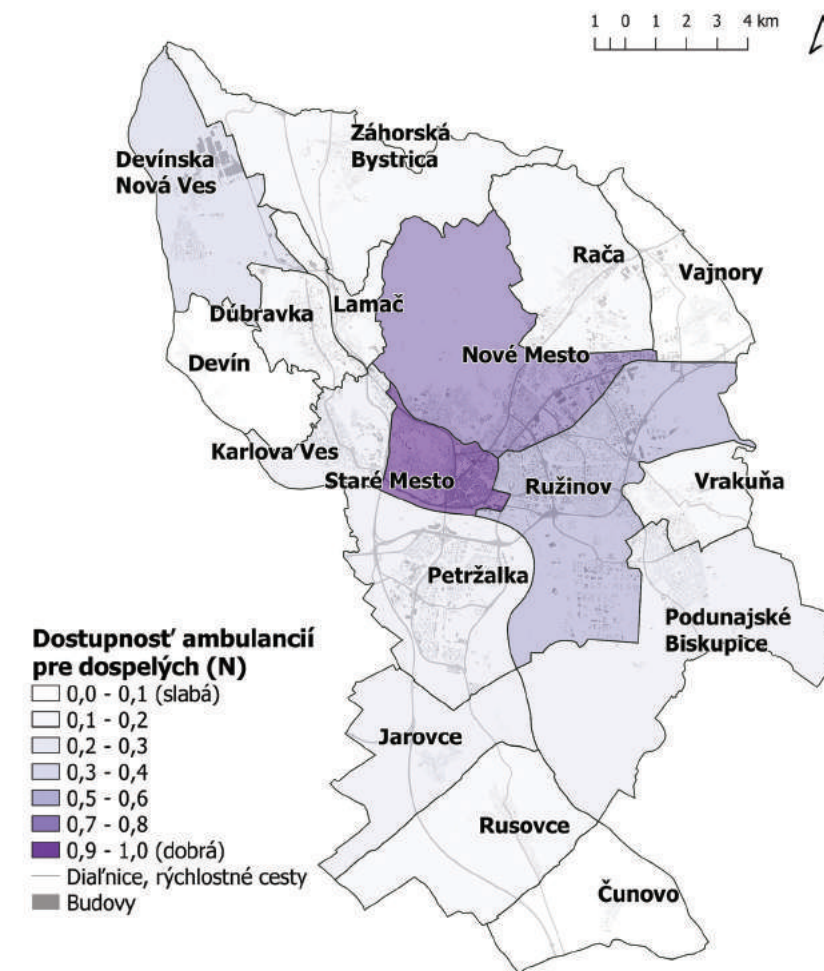 1 0 1 2 3 4 km
Záhorská
Bystrica
Devínska
Nová Ves
Rača
Vajnory
Lamač
Dúbravka
Nové Mesto
Devín
Karlova Ves
Staré Mesto
Ružinov
Vrakuňa
Petržalka
Podunajské
Biskupice
Jarovce
Rusovce
Čunovo
Dostupnosť ambulancií
pre dospelých (N)
0,0 - 0,1 (slabá)
0,1 - 0,2
0,2 - 0,3
0,3 - 0,4
0,5 - 0,6
0,7 - 0,8
0,9 - 1,0 (dobrá)
Diaľnice, rýchlostné cesty
Budovy